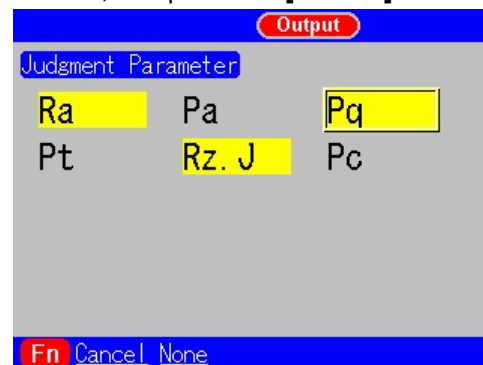 Output
Judgment Parameter
Ra Pa Pq
Pt Rz. J Pc
Fn Cancel None